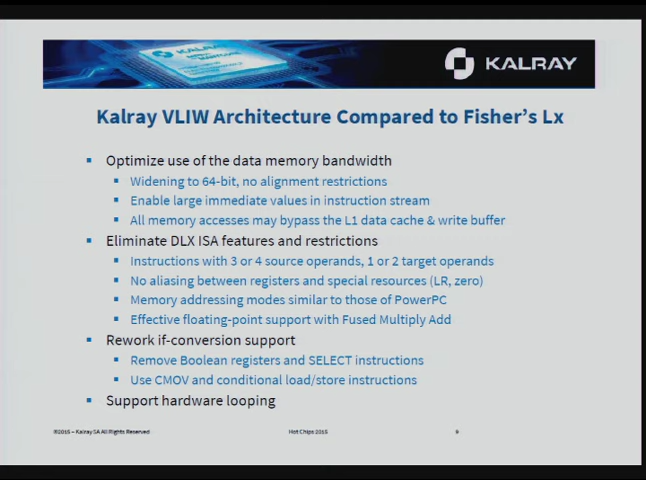 KALRAY
KALRAY
Kalray VLIW Architecture Compared to Fisher's Lx
▪ Optimize use of the data memory bandwidth
▪ Widening to 64-bit, no alignment restrictions
▪ Enable large immediate values in instruction stream
▪ All memory accesses may bypass the L1 data cache & write buffer
▪ Eliminate DLX ISA features and restrictions
▪ Instructions with 3 or 4 source operands, 1 or 2 target operands
▪ No aliasing between registers and special resources (LR, zero)
▪ Memory addressing modes similar to those of PowerPC
▪ Effective floating-point support with Fused Multiply Add
▪ Rework if-conversion support
▪ Remove Boolean registers and SELECT instructions
▪ Use CMOV and conditional load/store instructions
▪ Support hardware looping
©2015 – Kalray SA All Rights Reserved
Hot Chips 2015
9